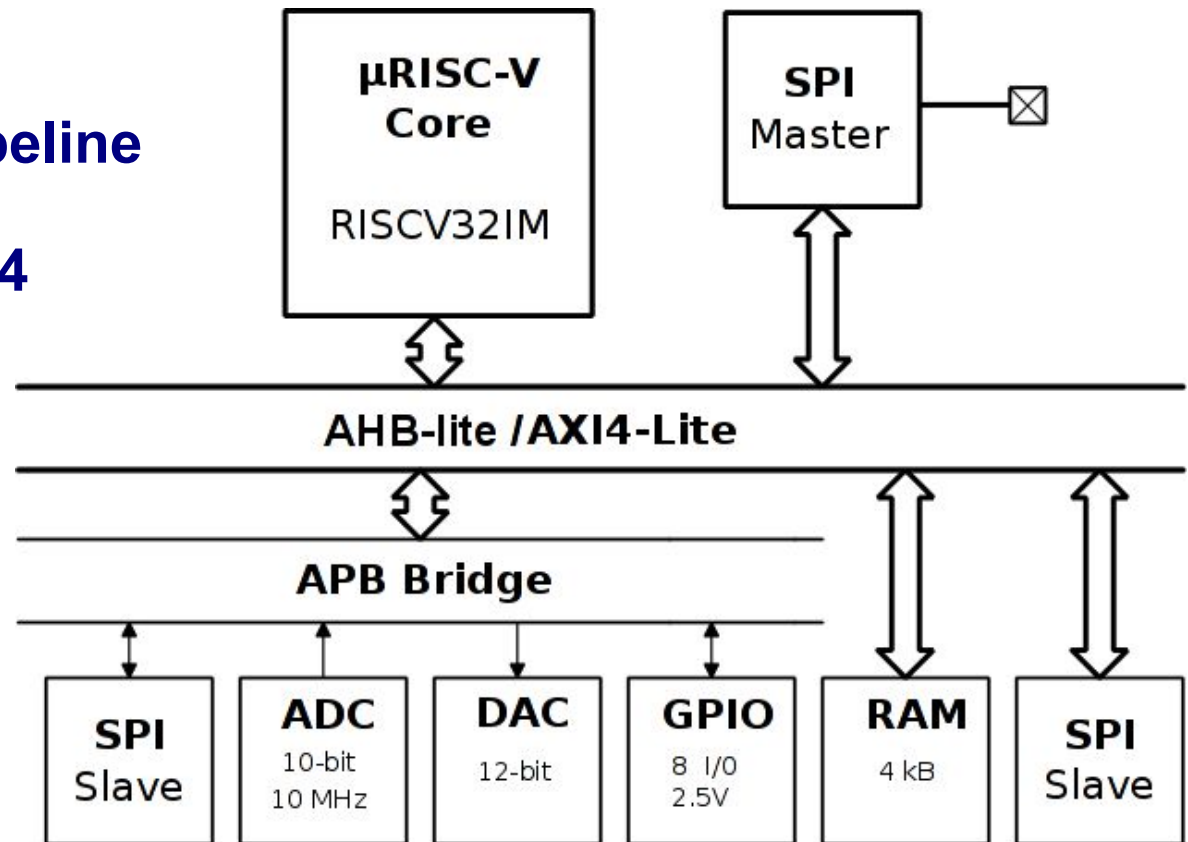 µRISC-V
Core
RISCV32IM
SPI
Master
peline
4
AHB-lite /AXI4-Lite
APB Bridge
SPI
Slave
ADC
10-bit
10 MHz
DAC
12-bit
GPIO
8 I/0
2.5V
RAM
4 kB
SPI
Slave